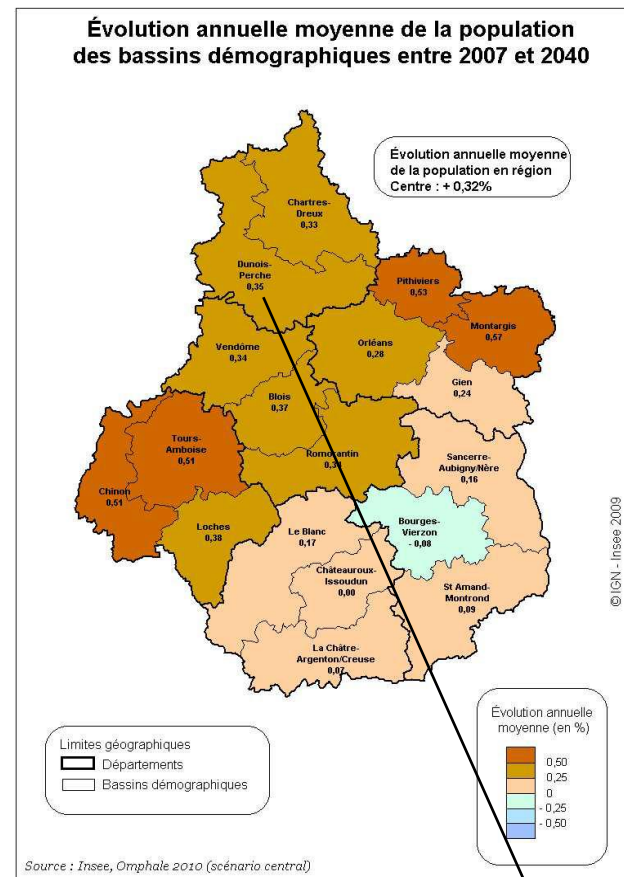 Évolution annuelle moyenne de la population
des bassins démographiques entre 2007 et 2040
Évolution annuelle moyenne
de la population en région
Centre : + 0,32%
Chartres-
Dreux
0,33
Dunois-
Perche
0,35
Pithiviers
0,53
Montargis
0,57
Vendôme
0,34
Orléans
0,28
Gien
0,24
Blois
0,37
Tours-
Amboise
0,51
Romorantin
Sancerre-
Aubigny/Nère
0,16
Chinon
0,51
Loches
0,38
Le Blanc
0,17
Bourges-
Vierzon
- 0,08
Châteauroux-
Issoudun
0,00
St Amand-
Montrond
0,09
La Châtre-
Argenton/Creuse
0,07
©IGN - Insee 2009
Limites géographiques
Départements
Bassins démographiques
Évolution annuelle
moyenne (en %)
0,50
0,25
0
- 0,25
- 0,50
Source : Insee, Omphale 2010 (scénario central)